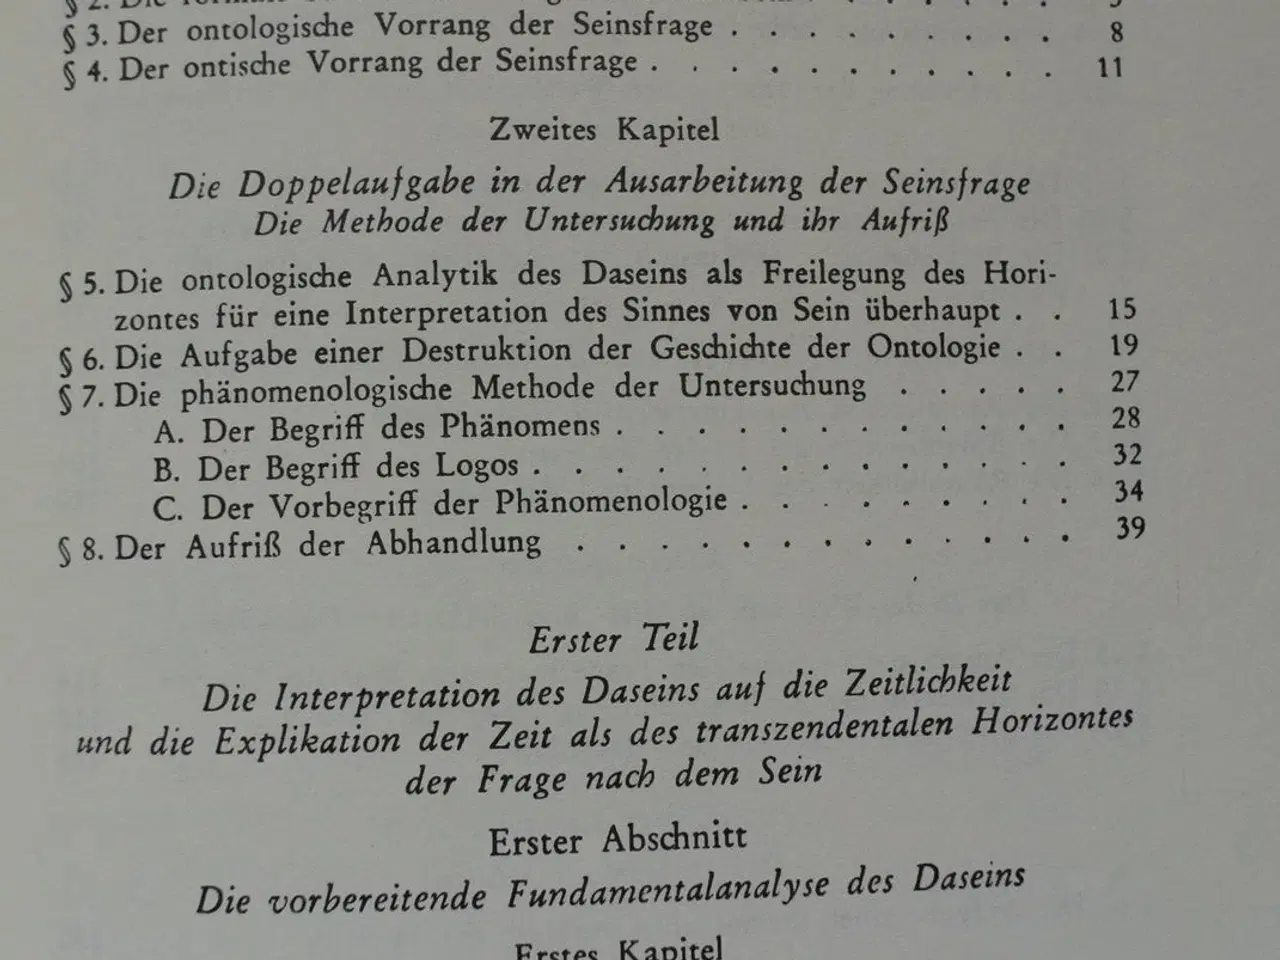 § 3. Der ontologische Vorrang der Seinsfrage . . . . . . . . . 8
§ 4. Der ontische Vorrang der Seinsfrage . . . . . . . . . . . 11
Zweites Kapitel
Die Doppelaufgabe in der Ausarbeitung der Seinsfrage
Die Methode der Untersuchung und ihr Aufriß
§ 5. Die ontologische Analytik des Daseins als Freilegung des Hori-
zontes für eine Interpretation des Sinnes von Sein überhaupt . . 15
§ 6. Die Aufgabe einer Destruktion der Geschichte der Ontologie . . 19
§ 7. Die phänomenologische Methode der Untersuchung . . . . . 27
A. Der Begriff des Phänomens . . . . . . . . . . . . 28
B. Der Begriff des Logos . . . . . . . . . . . . . . 32
C. Der Vorbegriff der Phänomenologie . . . . . . . . . 34
§ 8. Der Aufriß der Abhandlung . . . . . . . . . . . . . 39
Erster Teil
Die Interpretation des Daseins auf die Zeitlichkeit
und die Explikation der Zeit als des transzendentalen Horizontes
der Frage nach dem Sein
Erster Abschnitt
Die vorbereitende Fundamentalanalyse des Daseins
Erstes Kapitel